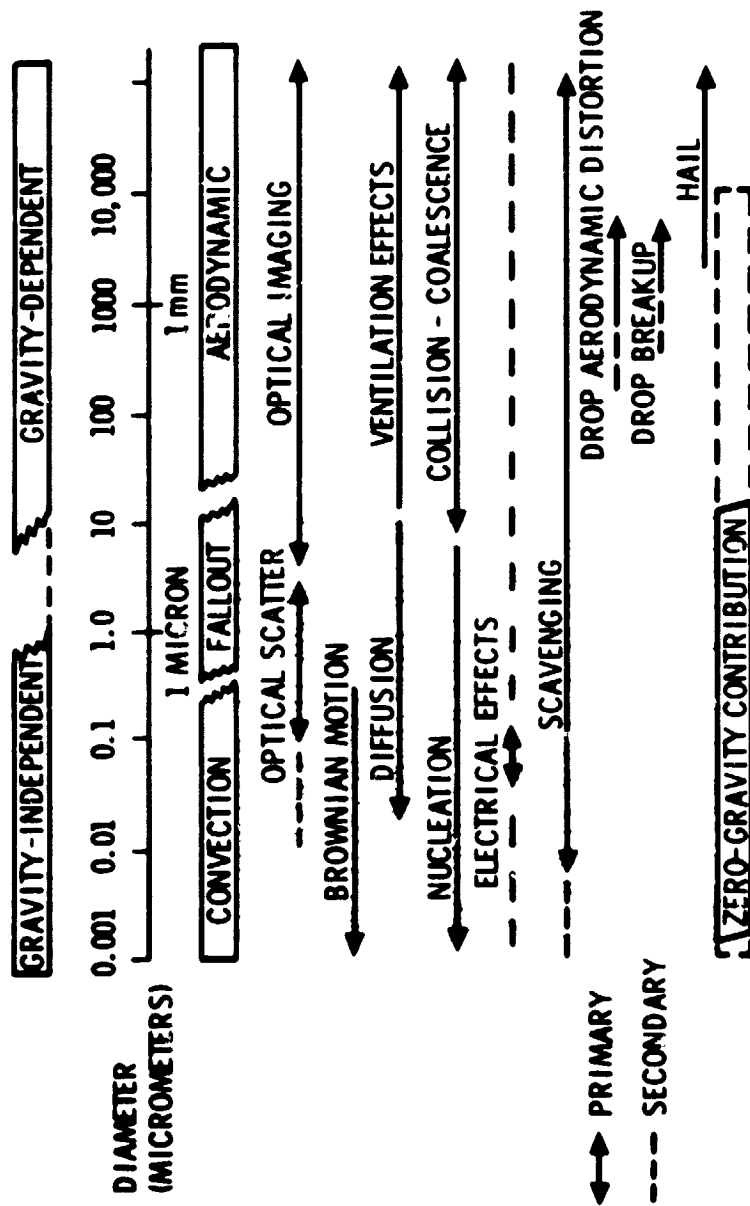 GRAVITY-INDEPENDENT GRAVITY-DEPENDENT
DIAMETER
(MICROMETERS)
0.001 0.01 0.1 1.0 10 100 1000 10,000
1 MICRON 1 mm
CONVECTION FALLOUT AERODYNAMIC
OPTICAL SCATTER OPTICAL IMAGING
BROWNIAN MOTION
DIFFUSION VENTILATION EFFECTS
NUCLEATION COLLISION - COALESCENCE
ELECTRICAL EFFECTS
SCAVENGING
DROP AERODYNAMIC DISTORTION
DROP BREAKUP
HAIL
ZERO-GRAVITY CONTRIBUTION
PRIMARY
SECONDARY